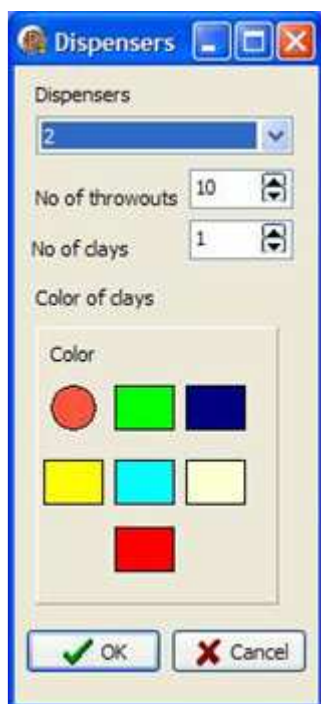 Dispensers
Dispensers
2
No of throwouts 10
No of clays 1
Color of clays
Color
OK Cancel